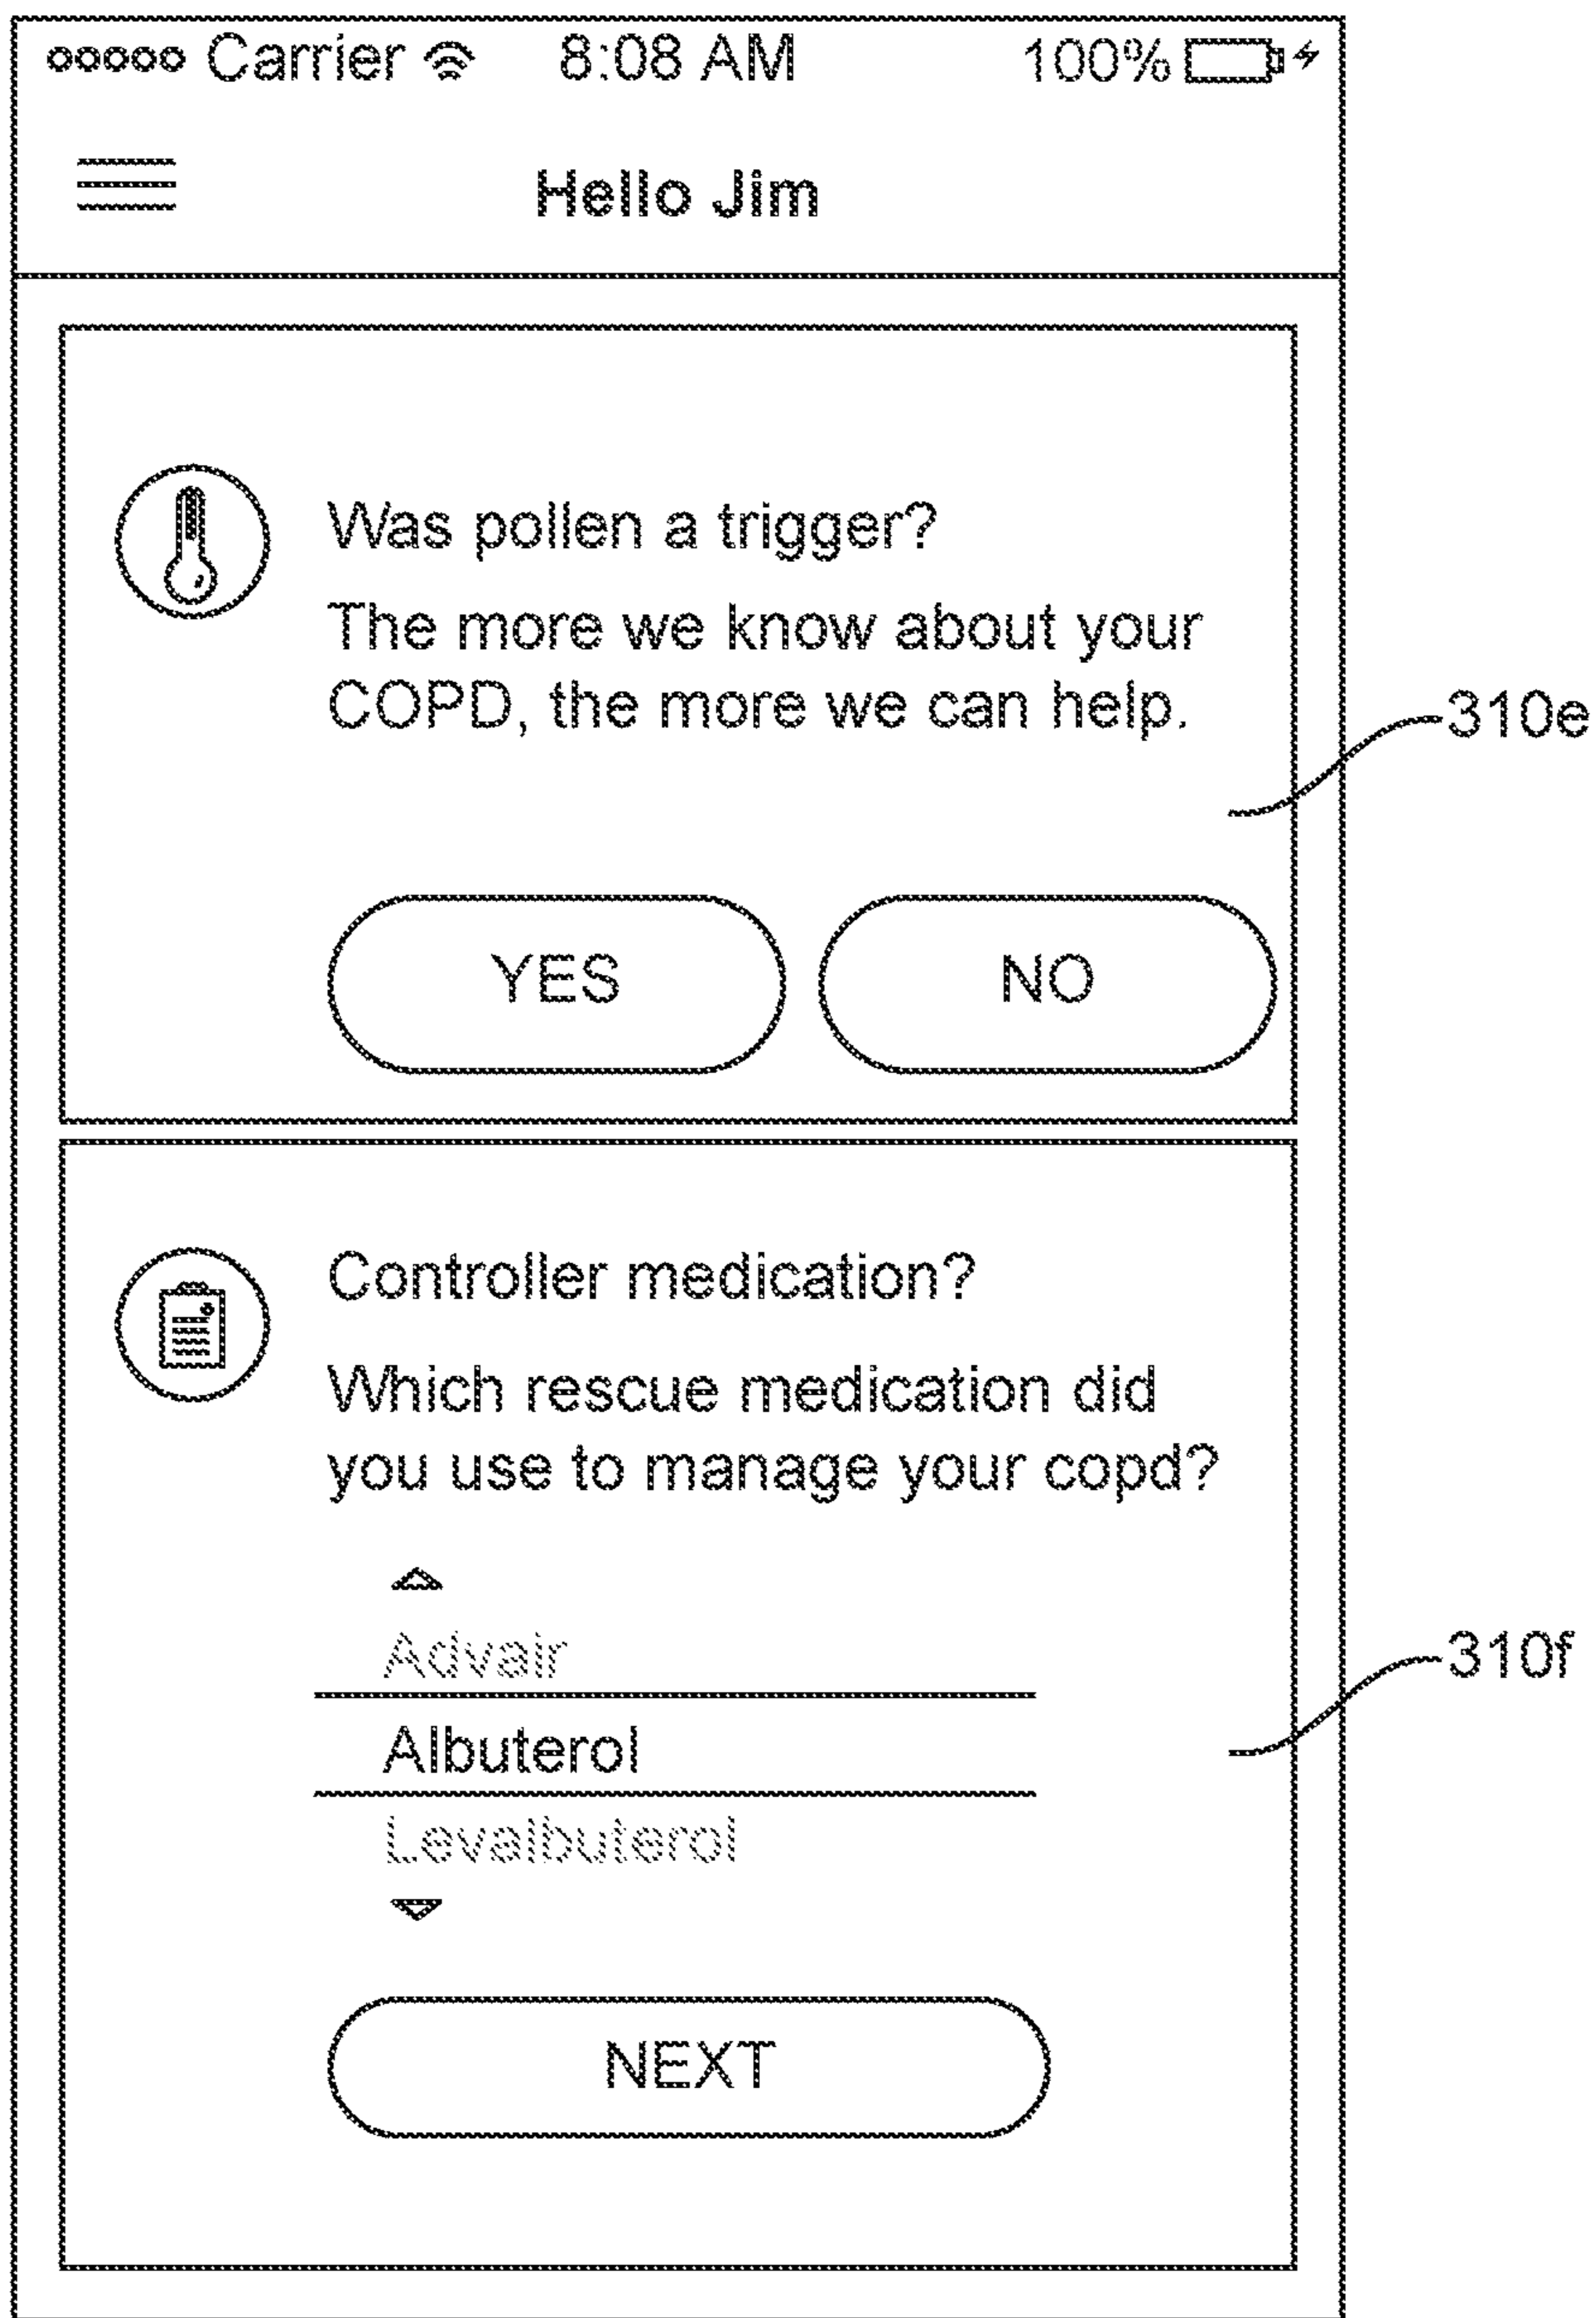 Carrier 8:08 AM 100%
Hello Jim
Was pollen a trigger?
The more we know about your
COPD, the more we can help.
310e
YES NO
Controller medication?
Which rescue medication did
you use to manage your copd?
Advair
310f
Albuterol
Levalbuterol
NEXT